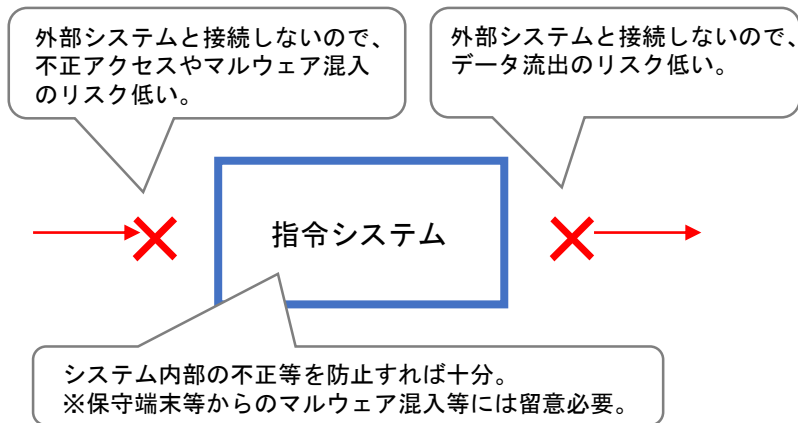 外部システムと接続しないので、
不正アクセスやマルウェア混入
のリスク低い。
外部システムと接続しないので、
データ流出のリスク低い。
指令システム
システム内部の不正等を防止すれば十分。
※保守端末等からのマルウェア混入等には留意必要。